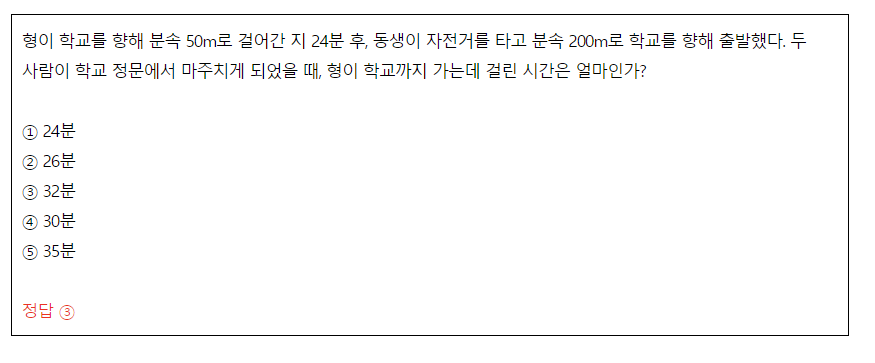 형이 학교를 향해 분속 50m로 걸어간 지 24분 후, 동생이 자전거를 타고 분속 200m로 학교를 향해 출발했다. 두
사람이 학교 정문에서 마주치게 되었을 때, 형이 학교까지 가는데 걸린 시간은 얼마인가?
① 24분
② 26분
③ 32분
④ 30분
⑤ 35분
정답 ③